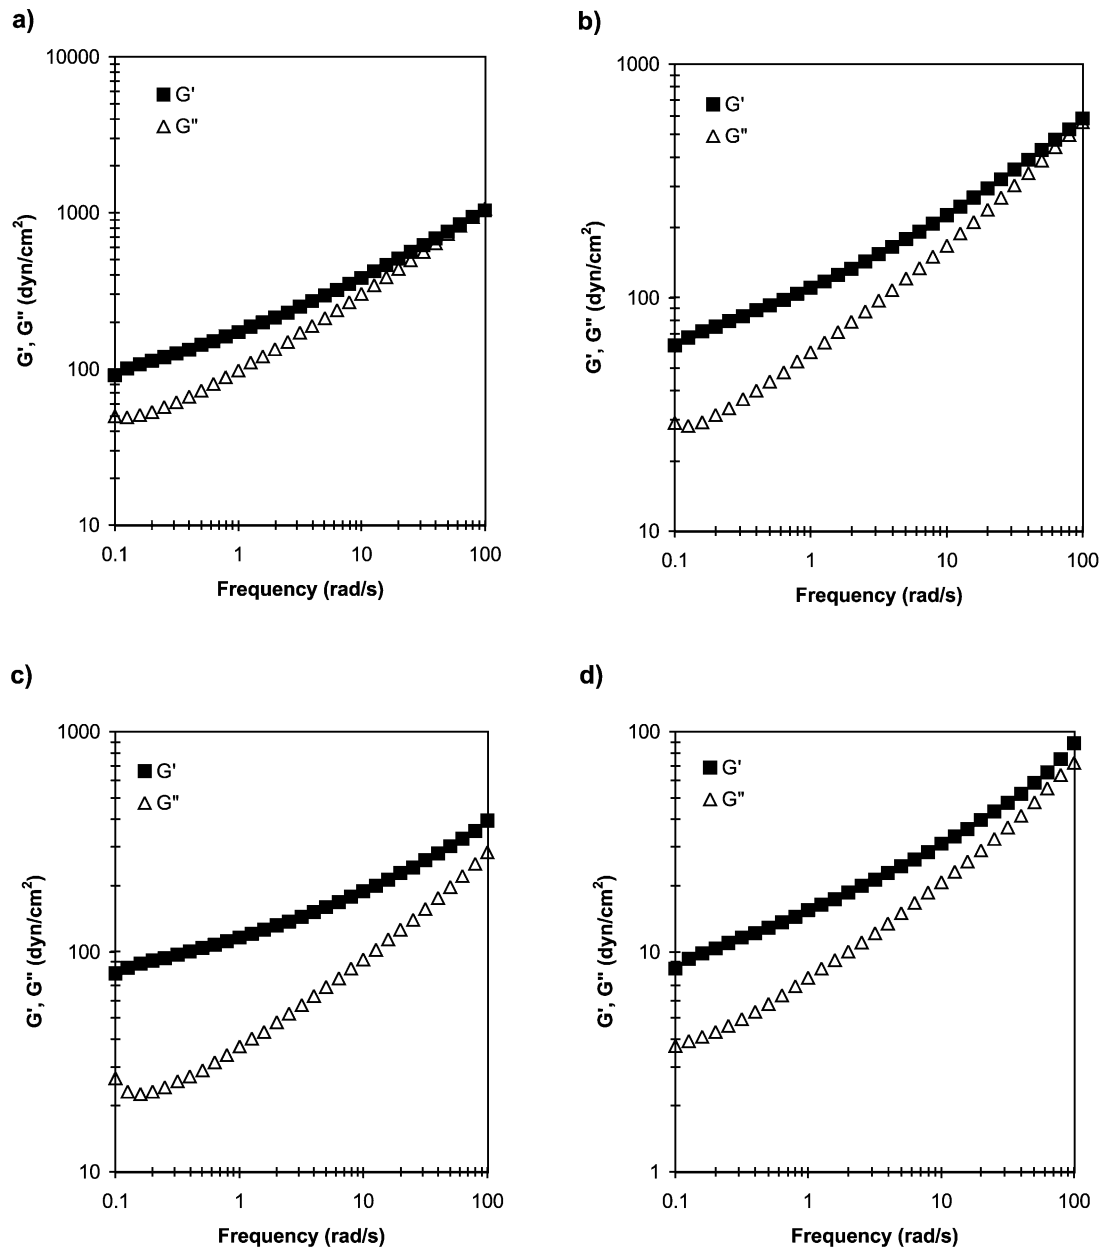 a)
10000
1000
100
10
G'
G"
G', G" (dyn/cm2)
0.1 1 10 100
Frequency (rad/s)
b)
1000
100
10
G'
G"
G', G" (dyn/cm2)
0.1 1 10 100
Frequency (rad/s)
c)
1000
100
10
G'
G"
G', G" (dyn/cm2)
0.1 1 10 100
Frequency (rad/s)
d)
100
10
1
G'
G"
G', G" (dyn/cm2)
0.1 1 10 100
Frequency (rad/s)